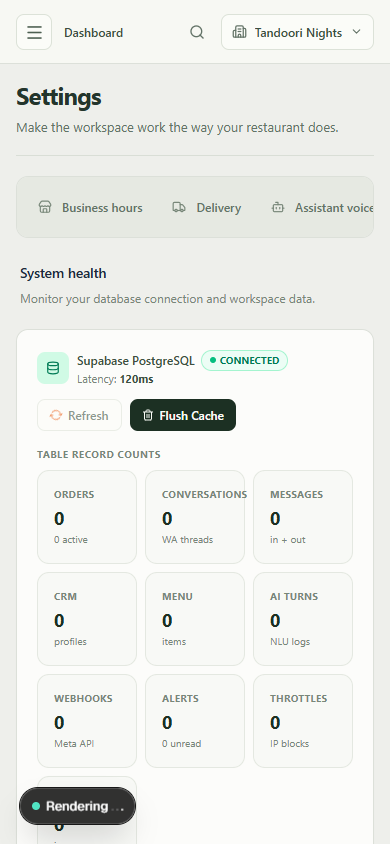 Dashboard
Tandoori Nights
Settings
Make the workspace work the way your restaurant does.
Business hours
Delivery
Assistant voice
System health
Monitor your database connection and workspace data.
Supabase PostgreSQL
CONNECTED
Latency: 120ms
Refresh
Flush Cache
TABLE RECORD COUNTS
ORDERS
0
0 active
CONVERSATIONS
0
WA threads
MESSAGES
0
in + out
CRM
0
profiles
MENU
0
items
AI TURNS
0
NLU logs
WEBHOOKS
0
Meta API
ALERTS
0
0 unread
THROTTLES
0
IP blocks
Rendering ...
0